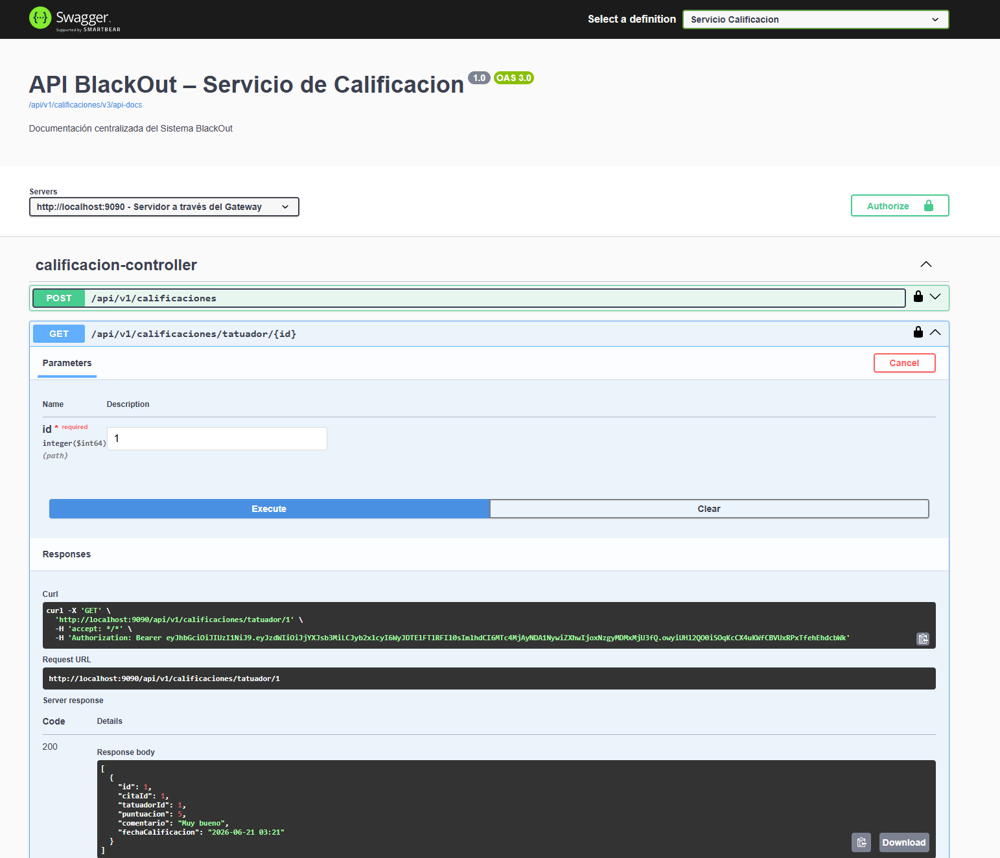 Swagger
Supported by SMARTBEAR
Select a definition
Servicio Calificacion
API BlackOut – Servicio de Calificacion 1.0 OAS 3.0
/api/v1/calificaciones/v3/api-docs
Documentación centralizada del Sistema BlackOut
Servers
http://localhost:9090 - Servidor a través del Gateway
Authorize
calificacion-controller
POST /api/v1/calificaciones
GET /api/v1/calificaciones/tatuador/{id}
Parameters
Cancel
Name Description
id * required
1
integer($int64)
(path)
Execute
Clear
Responses
Curl
curl -X 'GET' \
'http://localhost:9090/api/v1/calificaciones/tatuador/1' \
-H 'accept: */*' \
-H 'Authorization: Bearer
Request URL
http://localhost:9090/api/v1/calificaciones/tatuador/1
Server response
Code Details
200
Response body
[
{
"id": 1,
"citaId": 1,
"tatuadorId": 1,
"puntuacion": 5,
"comentario": "Muy bueno",
"fechaCalificacion": "2026-06-21 03:21"
}
]
Download